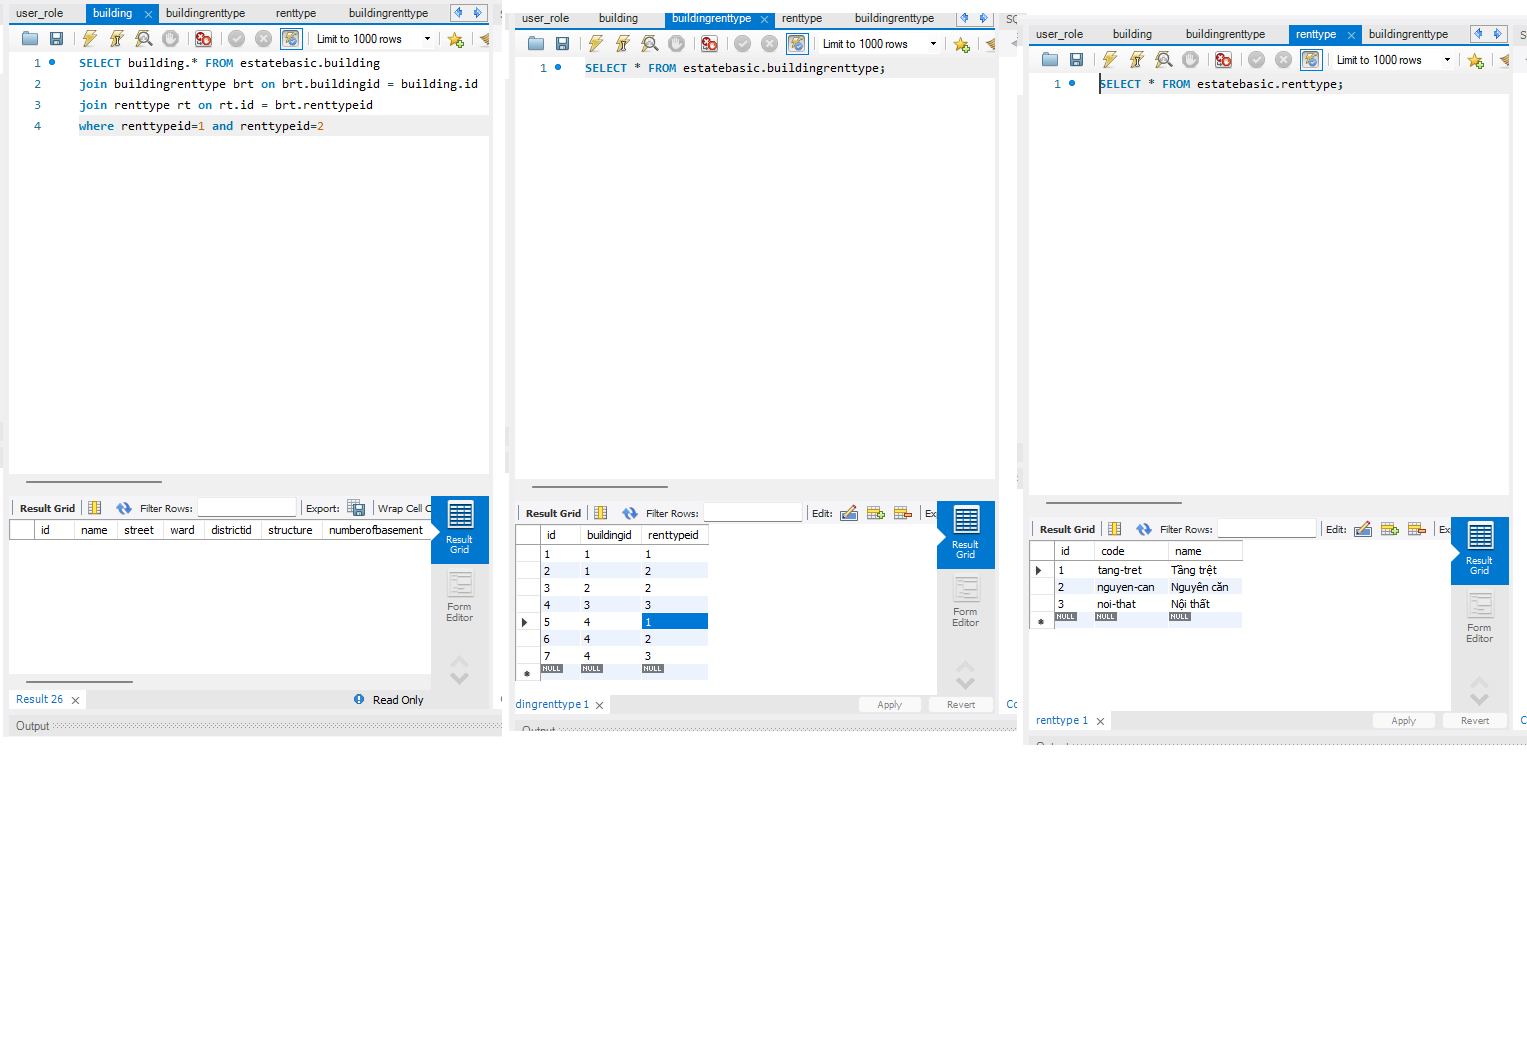 user_role building buildingrenttype renttype buildingrenttype
Limit to 1000 rows
1 SELECT building.* FROM estatebasic.building
2 join buildingrenttype brt on brt.buildingid = building.id
3 join renttype rt on rt.id = brt.renttypeid
4 where renttypeid=1 and renttypeid=2
Result Grid Filter Rows: Export: Wrap Cell C
id name street ward districtid structure numberofbasement
Result
Grid
Form
Editor
Result 26 Read Only
Output
user_role building buildingrenttype renttype buildingrenttype SQ
Limit to 1000 rows
1 SELECT * FROM estatebasic.buildingrenttype;
Result Grid Filter Rows: Edit: Ex
id buildingid renttypeid
1 1 1
2 1 2
3 2 2
4 3 3
5 4 1
6 4 2
7 4 3
NULL NULL NULL
Result
Grid
Form
Editor
dingrenttype 1 Apply Revert Co
Output
user_role building buildingrenttype renttype buildingrenttype S
Limit to 1000 rows
1 SELECT * FROM estatebasic.renttype;
Result Grid Filter Rows: Edit: Ex
id code name
1 tang-tret Tầng trệt
2 nguyen-can Nguyên căn
3 noi-that Nội thất
NULL NULL NULL
Result
Grid
Form
Editor
renttype 1 Apply Revert C